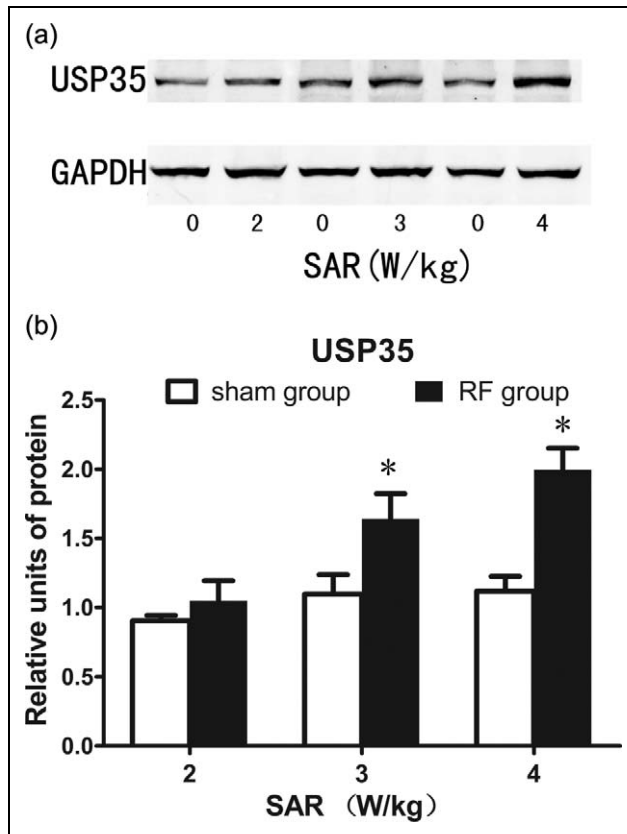 (a)
USP35
GAPDH
0 2 0 3 0 4
SAR(W/kg)
(b)
USP35
sham group RF group
Relative units of protein
2.5
2.0
1.5
1.0
0.5
0.0
* *
2 3 4
SAR （W/kg）